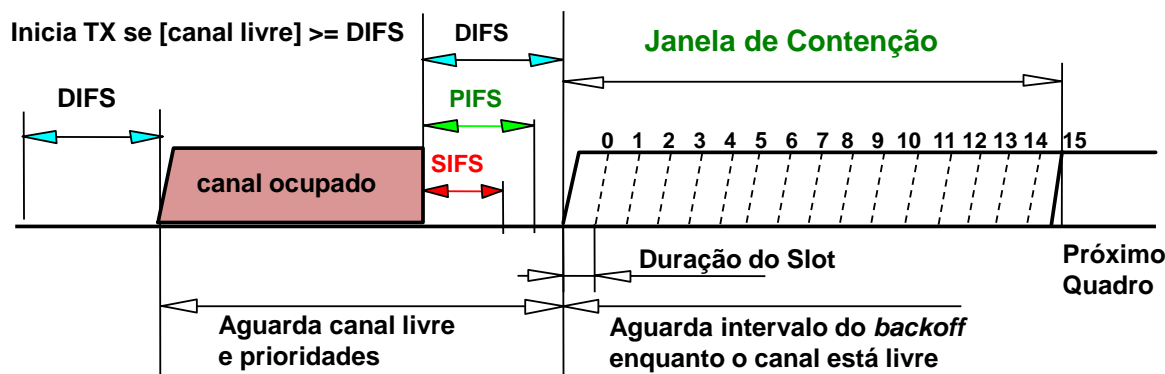 Inicia TX se [canal livre] >= DIFS
DIFS
Janela de Contenção
DIFS
PIFS
SIFS
canal ocupado
0 1 2 3 4 5 6 7 8 9 10 11 12 13 14 15
Duração do Slot
Próximo
Quadro
Aguarda canal livre
e prioridades
Aguarda intervalo do backoff
enquanto o canal está livre